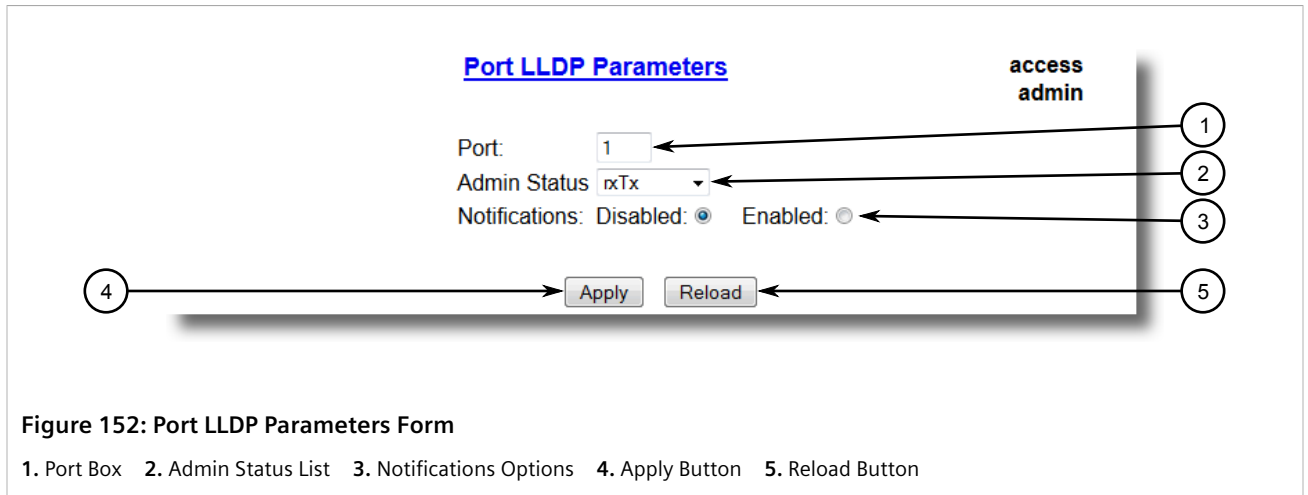 Port LLDP Parameters
access
admin
Port: 1
1
Admin Status rxTx
2
Notifications: Disabled: Enabled:
3
4
Apply Reload
5
Figure 152: Port LLDP Parameters Form
1. Port Box 2. Admin Status List 3. Notifications Options 4. Apply Button 5. Reload Button